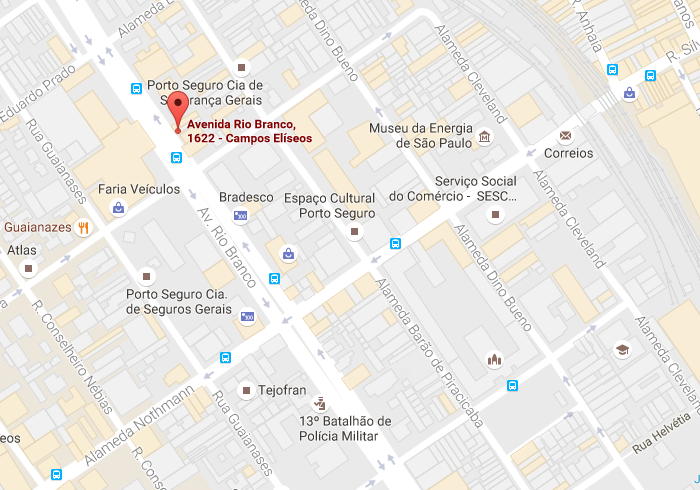 Alameda
Alameda Dino Bueno
Alameda Cleveland
R. Anhaia
R. Silva
Eduardo Prado
Porto Seguro Cia de
Segurança Gerais
Avenida Rio Branco,
1622 - Campos Elíseos
Rua Guaianases
Museu da Energia
de São Paulo
Correios
Faria Veículos
Bradesco
Espaço Cultural
Porto Seguro
Serviço Social
do Comércio - SESC...
Guaianazes
Atlas
Av. Rio Branco
Alameda Cleveland
Alameda Dino Bueno
Porto Seguro Cia.
de Seguros Gerais
R. Conselheiro Nébias
Alameda Barão de Piracicaba
Alameda Cleveland
Tejofran
13º Batalhão de
Polícia Militar
Alameda Nothmann
Rua Guaianases
Rua Helvétia
R. Conse
eos